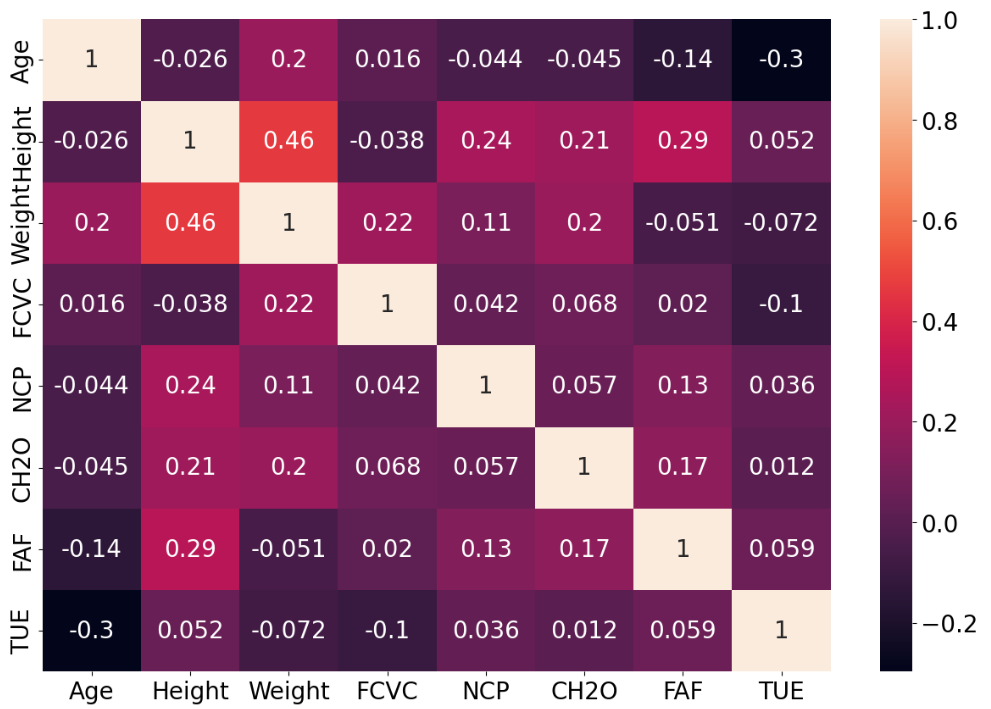 Age 1 -0.026 0.2 0.016 -0.044 -0.045 -0.14 -0.3
Height -0.026 1 0.46 -0.038 0.24 0.21 0.29 0.052
Weight 0.2 0.46 1 0.22 0.11 0.2 -0.051 -0.072
FCVC 0.016 -0.038 0.22 1 0.042 0.068 0.02 -0.1
NCP -0.044 0.24 0.11 0.042 1 0.057 0.13 0.036
CH2O -0.045 0.21 0.2 0.068 0.057 1 0.17 0.012
FAF -0.14 0.29 -0.051 0.02 0.13 0.17 1 0.059
TUE -0.3 0.052 -0.072 -0.1 0.036 0.012 0.059 1
Age Height Weight FCVC NCP CH2O FAF TUE
1.0
0.8
0.6
0.4
0.2
0.0
−0.2